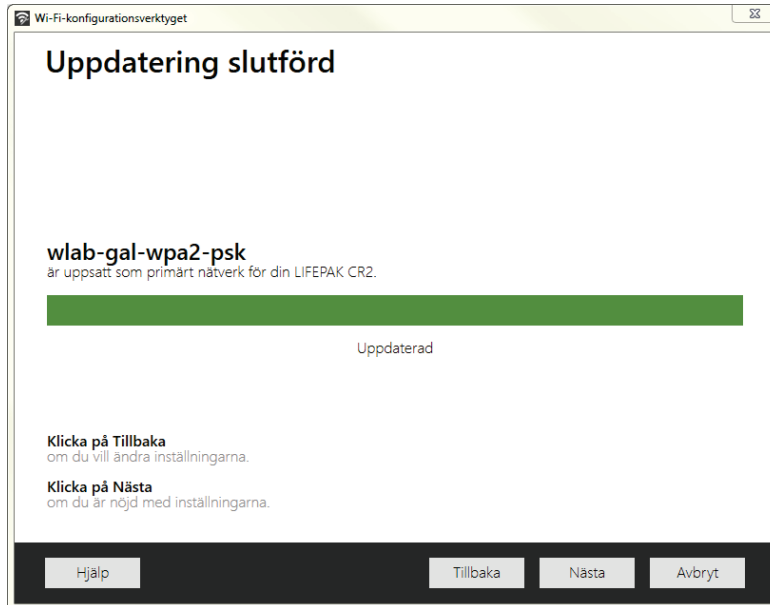 Wi-Fi-konfigurationsverktyget
Uppdatering slutförd
wlab-gal-wpa2-psk
är uppsatt som primärt nätverk för din LIFEPAK CR2.
Uppdaterad
Klicka på Tillbaka
om du vill ändra inställningarna.
Klicka på Nästa
om du är nöjd med inställningarna.
Hjälp
Tillbaka
Nästa
Avbryt